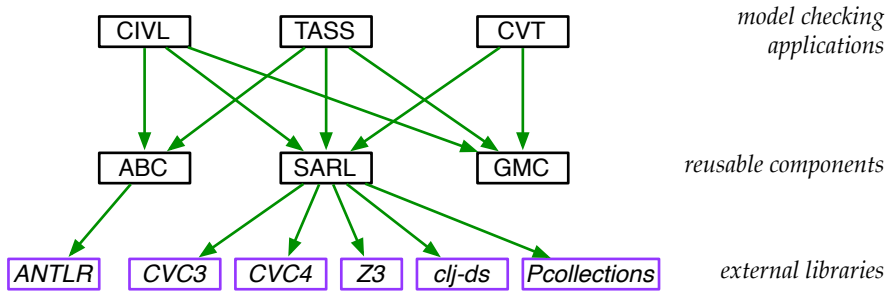 CIVL TASS CVT model checking
applications
ABC SARL GMC reusable components
ANTLR CVC3 CVC4 Z3 clj-ds Pcollections external libraries